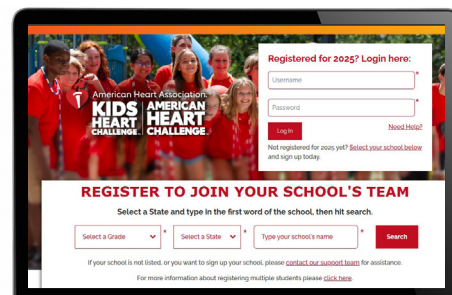 Registered for 2025? Login here:
Username
*
Password
*
Log In
Need Help?
Not registered for 2025 yet? Select your school below
and sign up today.
American Heart Association.
KIDS HEART CHALLENGE.
AMERICAN HEART CHALLENGE.
REGISTER TO JOIN YOUR SCHOOL'S TEAM
Select a State and type in the first word of the school, then hit search.
Select a Grade * Select a State * Type your school's name * Search
If your school is not listed, or you want to sign up your school, please contact our support team for assistance.
For more information about registering multiple students please click here.